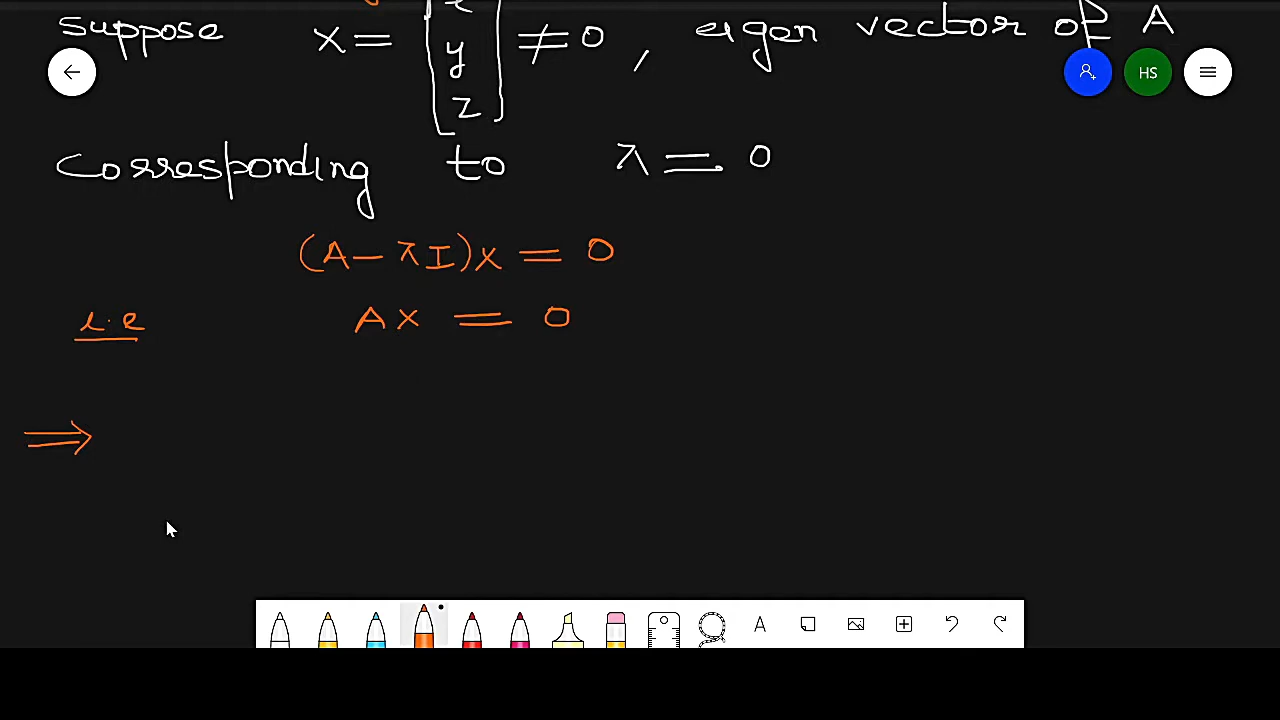 suppose X = [x y z] ≠ 0 , eigen vector of A
HS
Corresponding to λ = 0
(A - λI)X = 0
i.e AX = 0
⇒
A